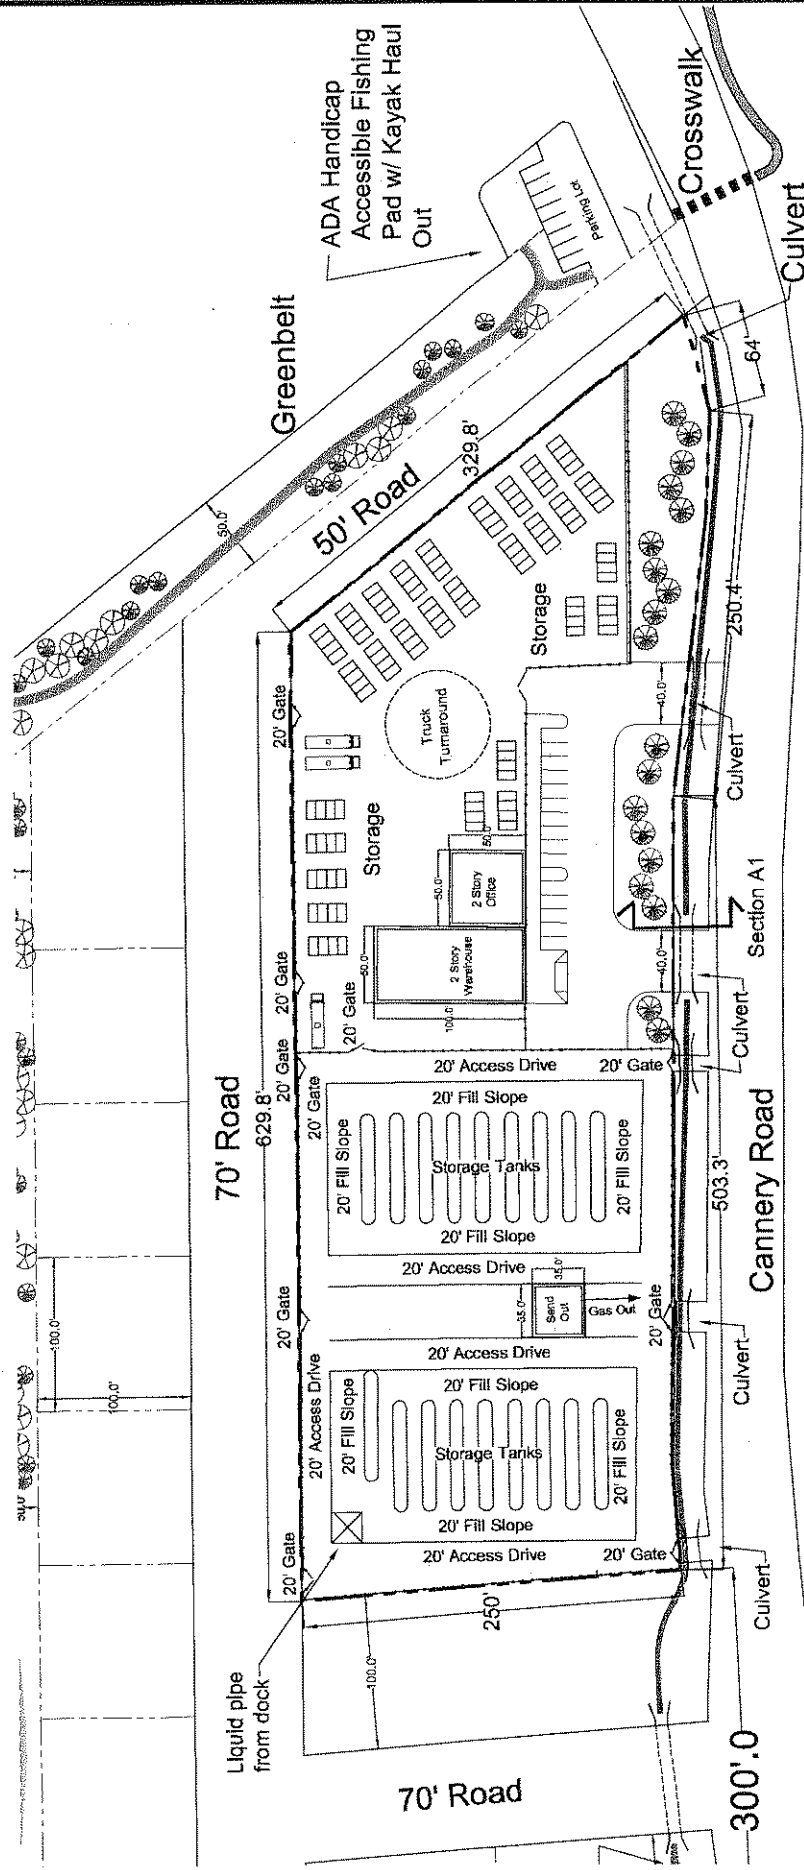 ADA Handicap
Accessible Fishing
Pad w/ Kayak Haul
Out
Crosswalk
Culvert
Parking Lot
Greenbelt
50.0'
50' Road
329.8'
64'
250.4'
Storage
20' Gate
Truck
Turnaround
40.0'
Culvert
Storage
50.0'
50.0'
2 Story
Office
50.0'
2 Story
Warehouse
100.0'
Section A1
40.0'
Culvert
20' Gate
20' Gate
20' Gate
70' Road
629.8'
20' Gate
20' Access Drive
20' Gate
20' Fill Slope
20' Fill Slope
Storage Tanks
20' Fill Slope
20' Fill Slope
20' Access Drive
503.3'
Cannery Road
35.0'
35.0'
Send
Out
Gas Out
20' Gate
20' Gate
Culvert
20' Access Drive
20' Access Drive
20' Fill Slope
20' Fill Slope
Storage Tanks
20' Fill Slope
20' Fill Slope
20' Access Drive
20' Gate
20' Gate
Culvert
100.0'
100.0'
250'
Liquid pipe
from dock
100.0'
70' Road
300'.0